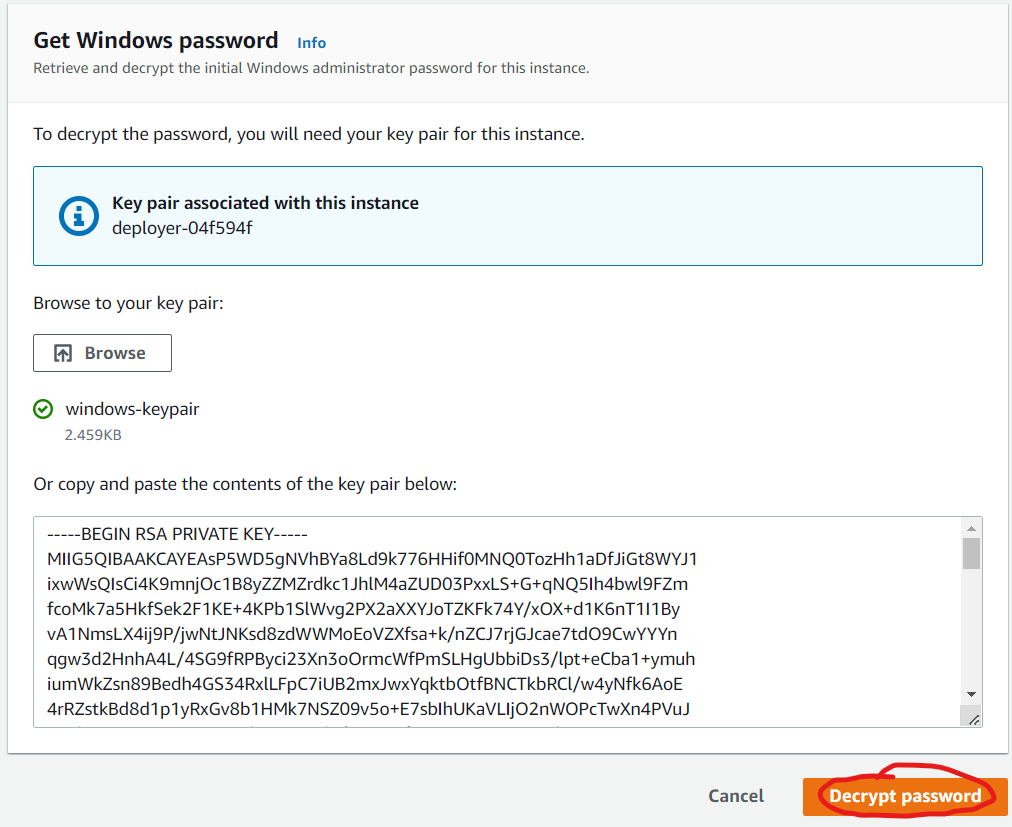 Get Windows password Info
Retrieve and decrypt the initial Windows administrator password for this instance.
To decrypt the password, you will need your key pair for this instance.
Key pair associated with this instance
deployer-04f594f
Browse to your key pair:
Browse
windows-keypair
2.459KB
Or copy and paste the contents of the key pair below:
-----BEGIN RSA PRIVATE KEY-----
MIIG5QIBAAKCAYEAsP5WD5gNVhBYa8Ld9k776HHif0MNQ0TozHh1aDfJiGt8WYJ1
ixwWsQIsCi4K9mnjOc1B8yZZMZrdkc1JhlM4aZUD03PxxLS+G+qNQ5Ih4bwl9FZm
fcoMk7a5HkfSek2F1KE+4KPb1SlWvg2PX2aXXYJoTZKFk74Y/xOX+d1K6nT1I1By
vA1NmsLX4ij9P/jwNtJNKsd8zdWWMoEoVZXfsa+k/nZCJ7rjGJcae7tdO9CwYYYn
qgw3d2HnhA4L/4SG9fRPByci23Xn3oOrmcWfPmSLHgUbbiDs3/lpt+eCba1+ymuh
iumWkZsn89Bedh4GS34RxlLFpC7iUB2mxJwxYqktbOtfBNCTkbRCl/w4yNfk6AoE
4rRZstkBd8d1p1yRxGv8b1HMk7NSZ09v5o+E7sbIhUKaVLIjO2nWOPcTwXn4PVuJ
Cancel
Decrypt password